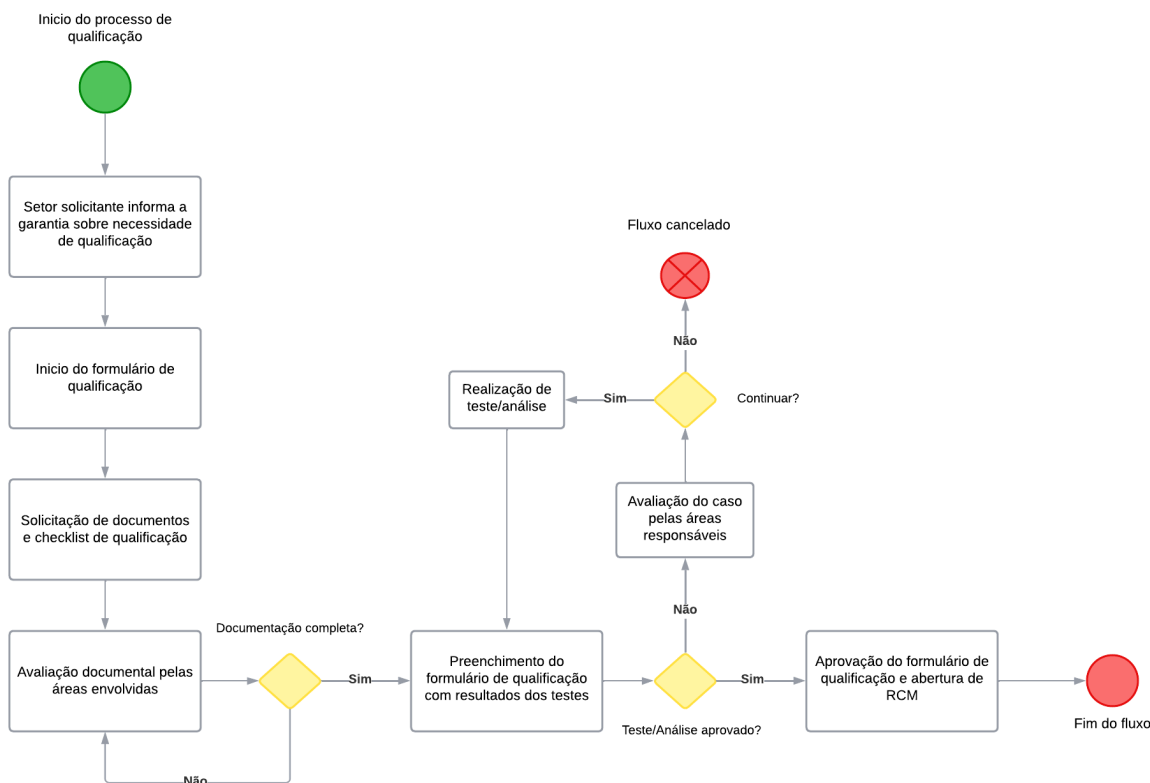 Inicio do processo de
qualificação
Setor solicitante informa a
garantia sobre necessidade
de qualificação
Inicio do formulário de
qualificação
Solicitação de documentos
e checklist de qualificação
Avaliação documental pelas
áreas envolvidas
Documentação completa?
Não
Sim
Preenchimento do
formulário de qualificação
com resultados dos testes
Teste/Análise aprovado?
Não
Avaliação do caso
pelas áreas
responsáveis
Continuar?
Não
Fluxo cancelado
Sim
Realização de
teste/análise
Sim
Aprovação do formulário de
qualificação e abertura de
RCM
Fim do fluxo